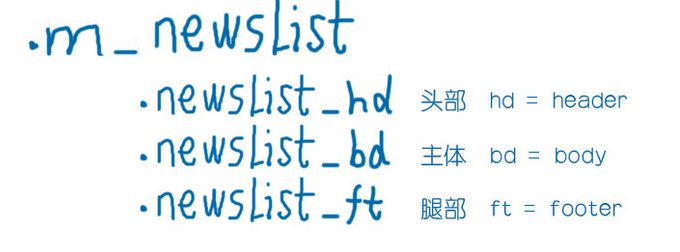 .m_newsList
.newsList_hd 头部 hd = header
.newsList_bd 主体 bd = body
.newsList_ft 腿部 ft = footer